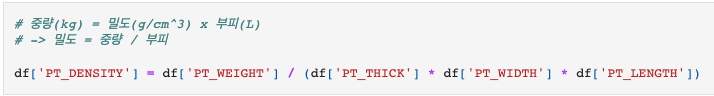 # 중량(kg) = 밀도(g/cm^3) x 부피(L)
# -> 밀도 = 중량 / 부피
df['PT_DENSITY'] = df['PT_WEIGHT'] / (df['PT_THICK'] * df['PT_WIDTH'] * df['PT_LENGTH'])